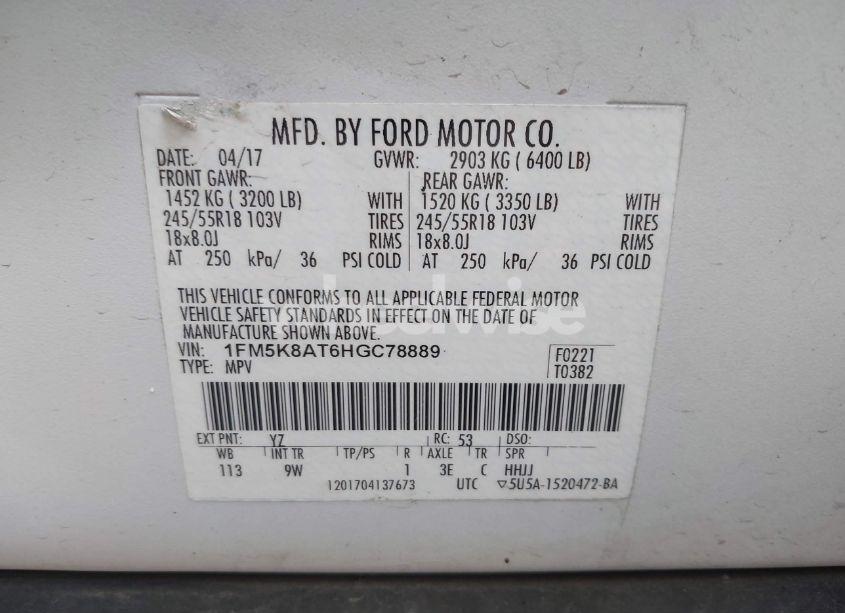 MFD. BY FORD MOTOR CO.
DATE: 04/17 GVWR: 2903 KG ( 6400 LB)
FRONT GAWR: REAR GAWR:
1452 KG ( 3200 LB) WITH 1520 KG ( 3350 LB) WITH
245/55R18 103V TIRES 245/55R18 103V TIRES
18x8.0J RIMS 18x8.0J RIMS
AT 250 kPa/ 36 PSI COLD AT 250 kPa/ 36 PSI COLD
THIS VEHICLE CONFORMS TO ALL APPLICABLE FEDERAL MOTOR
VEHICLE SAFETY STANDARDS IN EFFECT ON THE DATE OF
MANUFACTURE SHOWN ABOVE.
VIN: 1FM5K8AT6HGC78889 F0221
TYPE: MPV T0382
EXT PNT: YZ RC: 53 DSO:
WB INT TR TP/PS R AXLE TR SPR
113 9W 1 3E C HHJJ
1201704137673 UTC ▽5U5A-1520472-BA